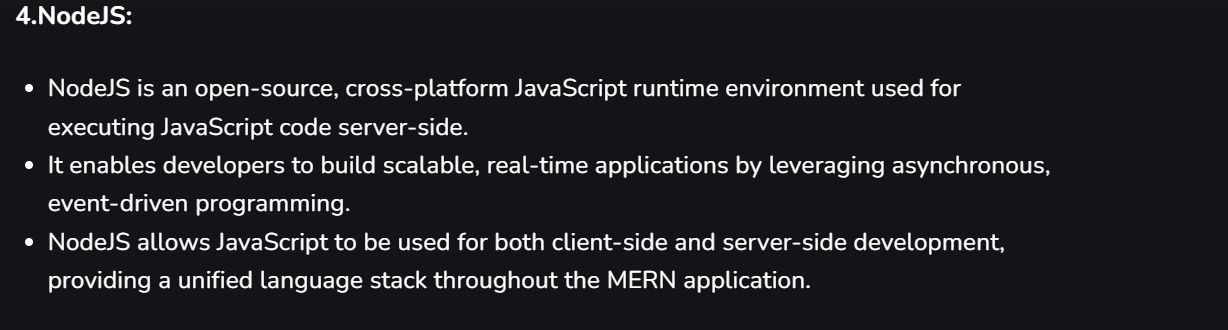 4.NodeJS:
• NodeJS is an open-source, cross-platform JavaScript runtime environment used for
executing JavaScript code server-side.
• It enables developers to build scalable, real-time applications by leveraging asynchronous,
event-driven programming.
• NodeJS allows JavaScript to be used for both client-side and server-side development,
providing a unified language stack throughout the MERN application.